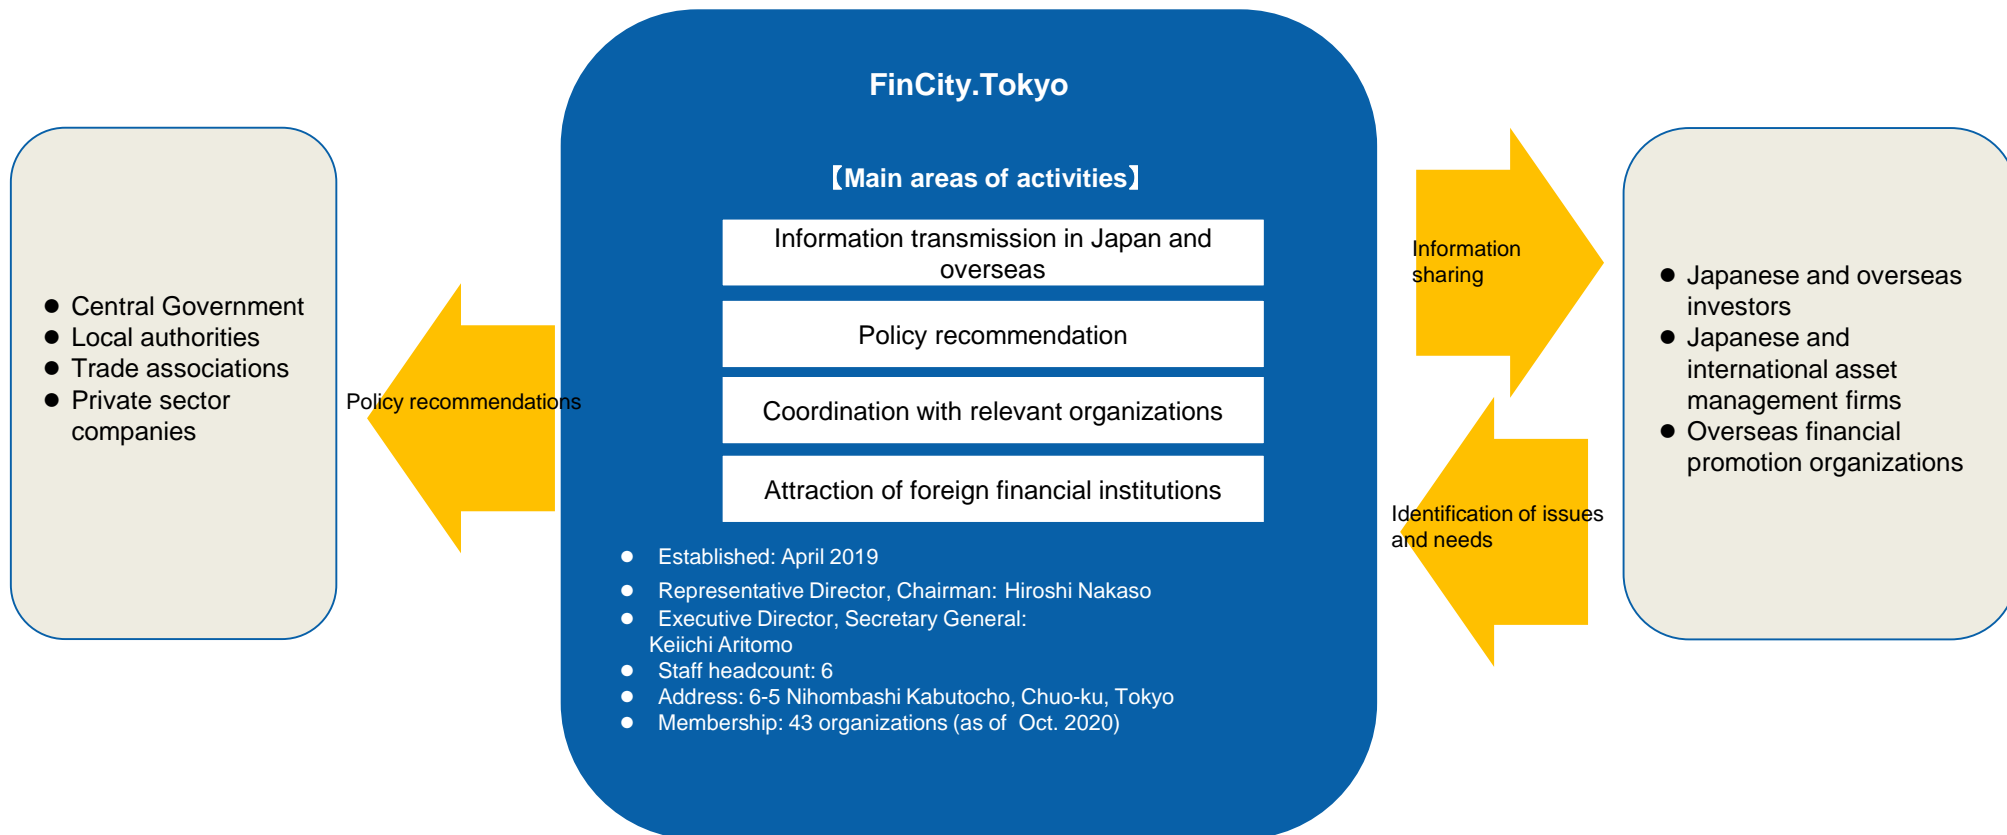 FinCity.Tokyo
【Main areas of activities】
Information transmission in Japan and
overseas
Policy recommendation
Coordination with relevant organizations
Attraction of foreign financial institutions
● Established: April 2019
● Representative Director, Chairman: Hiroshi Nakaso
● Executive Director, Secretary General:
Keiichi Aritomo
● Staff headcount: 6
● Address: 6-5 Nihombashi Kabutocho, Chuo-ku, Tokyo
● Membership: 43 organizations (as of Oct. 2020)
● Central Government
● Local authorities
● Trade associations
● Private sector
companies
Policy recommendations
Information
sharing
Identification of issues
and needs
● Japanese and overseas
investors
● Japanese and
international asset
management firms
● Overseas financial
promotion organizations